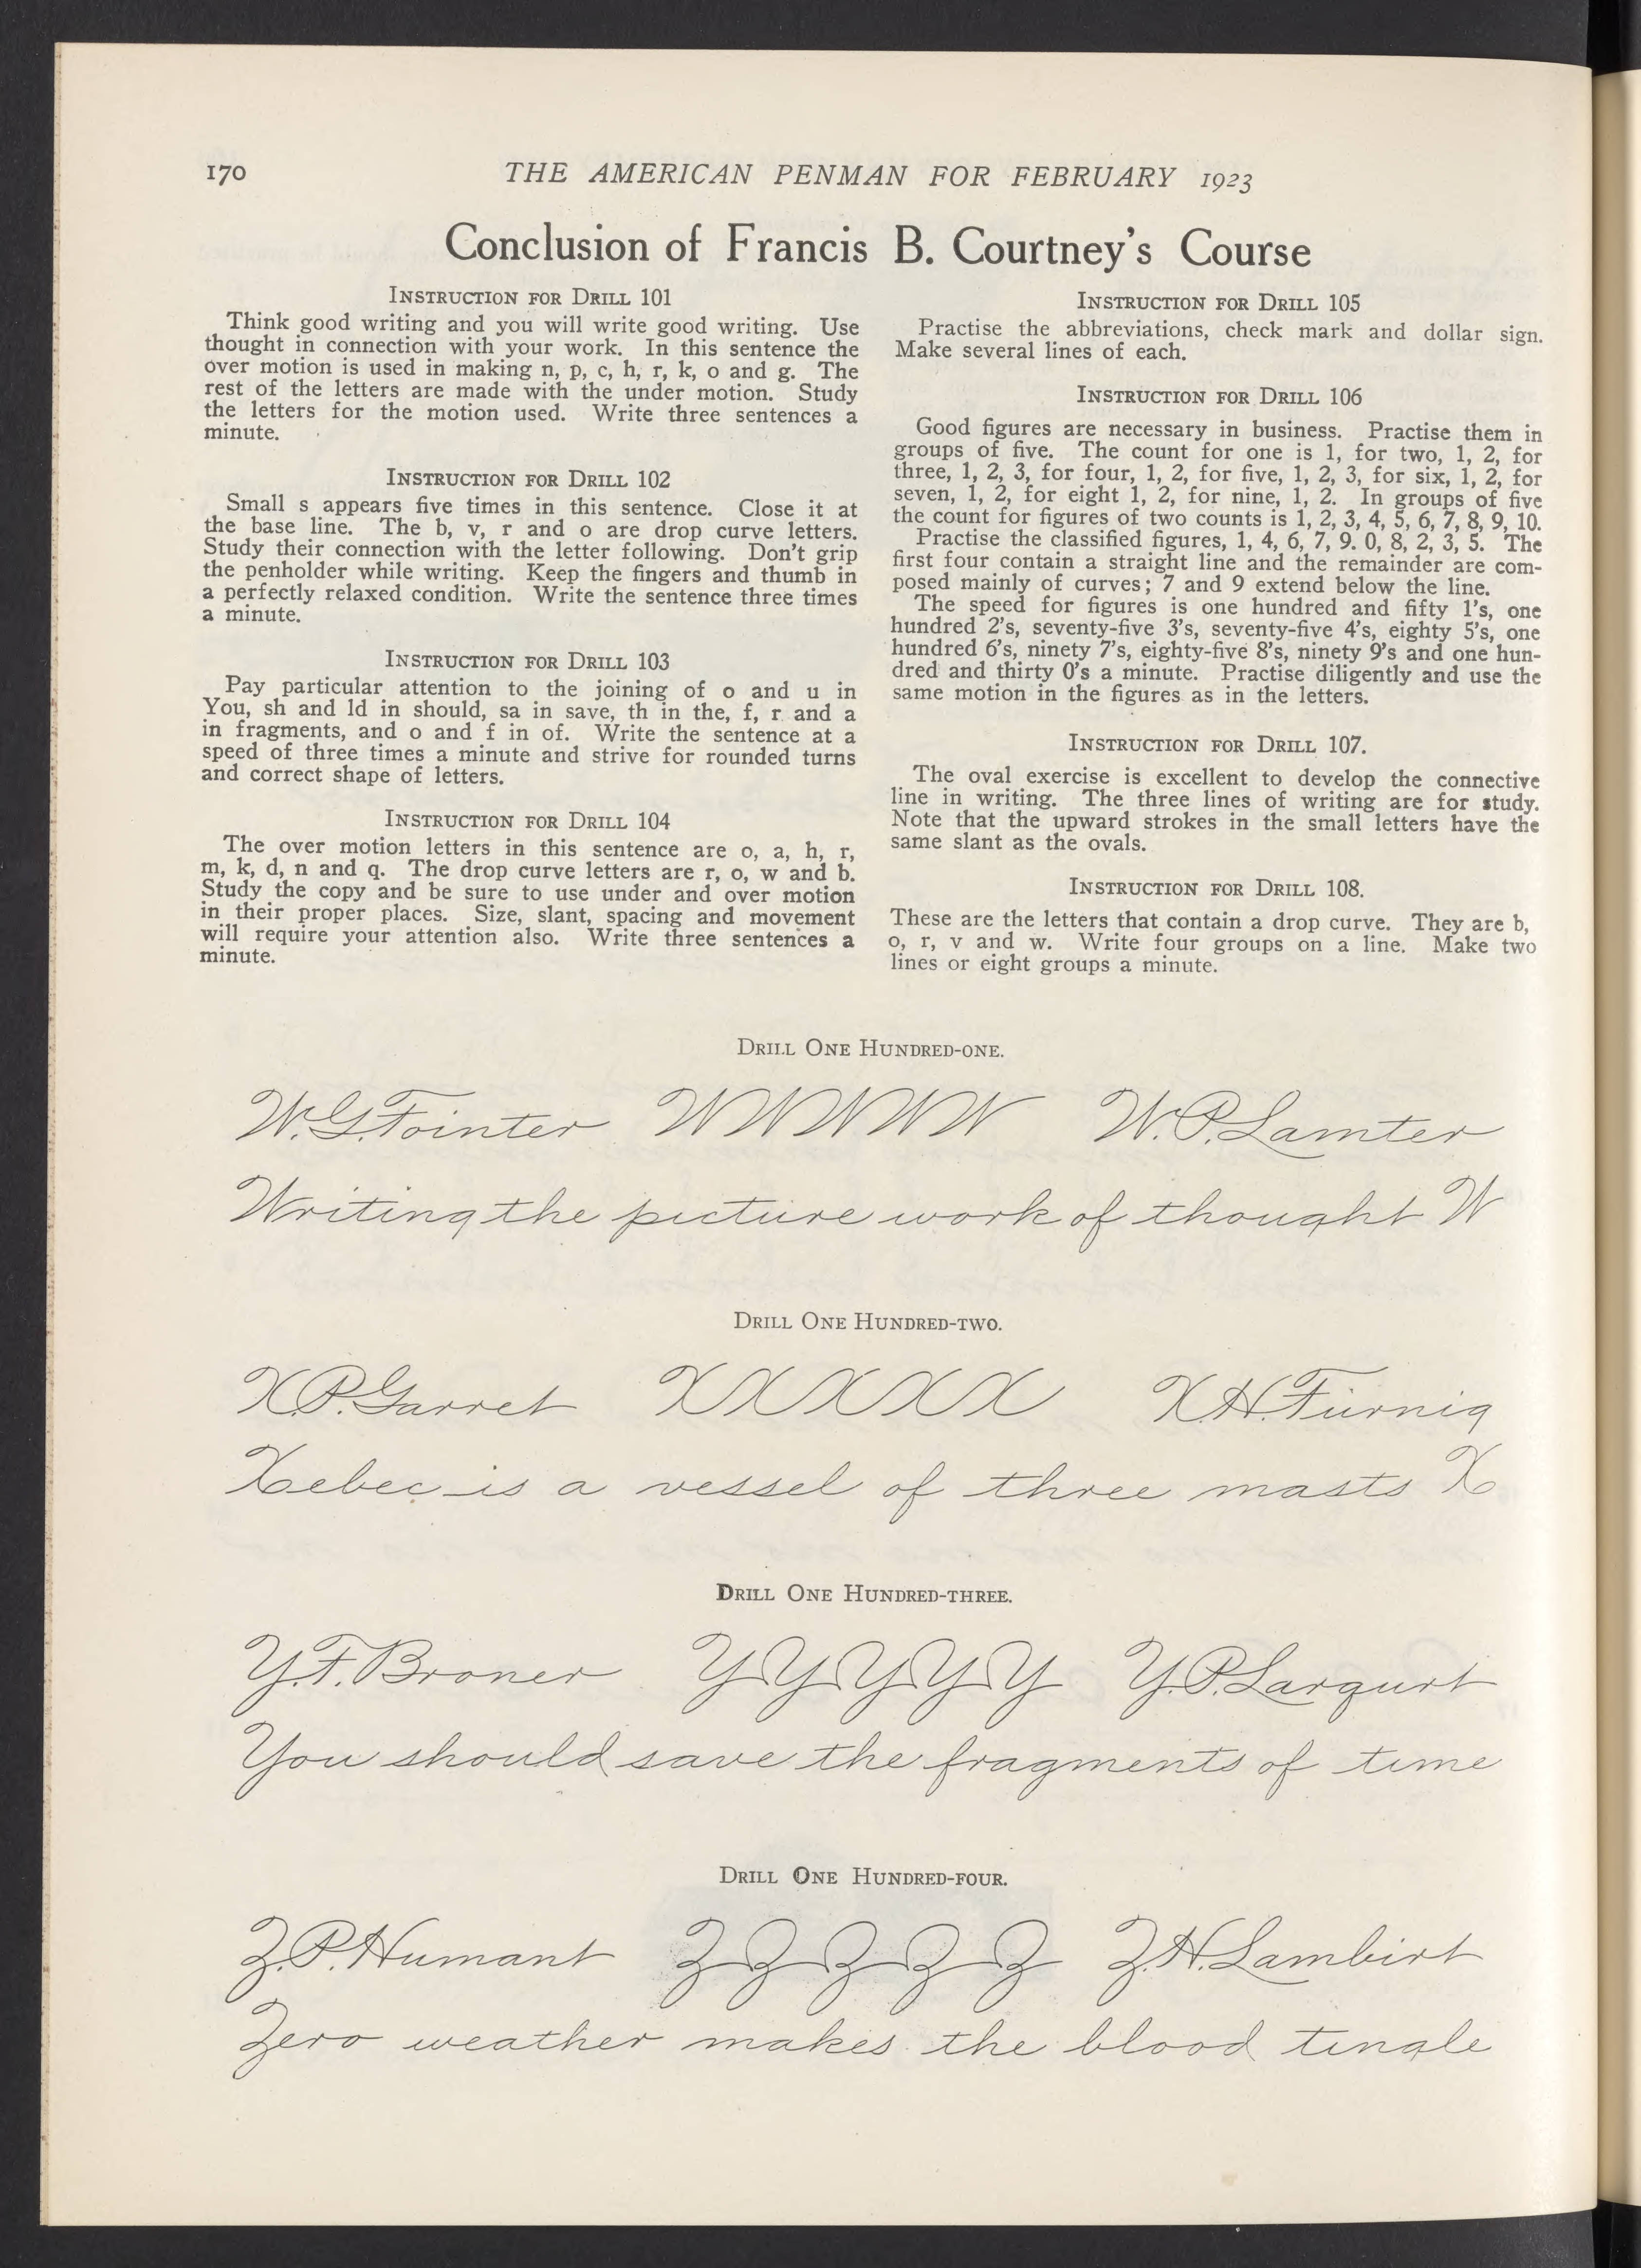 170
THE AMERICAN PENMAN FOR FEBRUARY 1923
Conclusion of Francis B. Courtney's Course
INSTRUCTION FOR DRILL 101
Think good writing and you will write good writing. Use
thought in connection with your work. In this sentence the
over motion is used in making n, p, c, h, r, k, o and g. The
rest of the letters are made with the under motion. Study
the letters for the motion used. Write three sentences a
minute.
INSTRUCTION FOR DRILL 102
Small s appears five times in this sentence. Close it at
the base line. The b, v, r and o are drop curve letters.
Study their connection with the letter following. Don't grip
the penholder while writing. Keep the fingers and thumb in
a perfectly relaxed condition. Write the sentence three times
a minute.
INSTRUCTION FOR DRILL 103
Pay particular attention to the joining of o and u in
You, sh and ld in should, sa in save, th in the, f, r and a
in fragments, and o and f in of. Write the sentence at a
speed of three times a minute and strive for rounded turns
and correct shape of letters.
INSTRUCTION FOR DRILL 104
The over motion letters in this sentence are o, a, h, r,
m, k, d, n and q. The drop curve letters are r, o, w and b.
Study the copy and be sure to use under and over motion
in their proper places. Size, slant, spacing and movement
will require your attention also. Write three sentences a
minute.
INSTRUCTION FOR DRILL 105
Practise the abbreviations, check mark and dollar sign.
Make several lines of each.
INSTRUCTION FOR DRILL 106
Good figures are necessary in business. Practise them in
groups of five. The count for one is 1, for two, 1, 2, for
three, 1, 2, 3, for four, 1, 2, for five, 1, 2, 3, for six, 1, 2, for
seven, 1, 2, for eight 1, 2, for nine, 1, 2. In groups of five
the count for figures of two counts is 1, 2, 3, 4, 5, 6, 7, 8, 9, 10.
Practise the classified figures, 1, 4, 6, 7, 9. 0, 8, 2, 3, 5. The
first four contain a straight line and the remainder are com-
posed mainly of curves; 7 and 9 extend below the line.
The speed for figures is one hundred and fifty 1's, one
hundred 2's, seventy-five 3's, seventy-five 4's, eighty 5's, one
hundred 6's, ninety 7's, eighty-five 8's, ninety 9's and one hun-
dred and thirty 0's a minute. Practise diligently and use the
same motion in the figures as in the letters.
INSTRUCTION FOR DRILL 107.
The oval exercise is excellent to develop the connective
line in writing. The three lines of writing are for study.
Note that the upward strokes in the small letters have the
same slant as the ovals.
INSTRUCTION FOR DRILL 108.
These are the letters that contain a drop curve. They are b,
o, r, v and w. Write four groups on a line. Make two
lines or eight groups a minute.
DRILL ONE HUNDRED-ONE.
W. G. Fointer W W W W W W. P. Lamter
Writing the picture work of thought W
DRILL ONE HUNDRED-TWO.
X. P. Garret X X X X X X. H. Furnig
Xebec is a vessel of three masts X
DRILL ONE HUNDRED-THREE.
Y. F. Broner Y Y Y Y Y Y. P. Largurt
You should save the fragments of time
DRILL ONE HUNDRED-FOUR.
Z. P. Humant Z Z Z Z Z Z. H. Lambirt
Zero weather makes the blood tingle